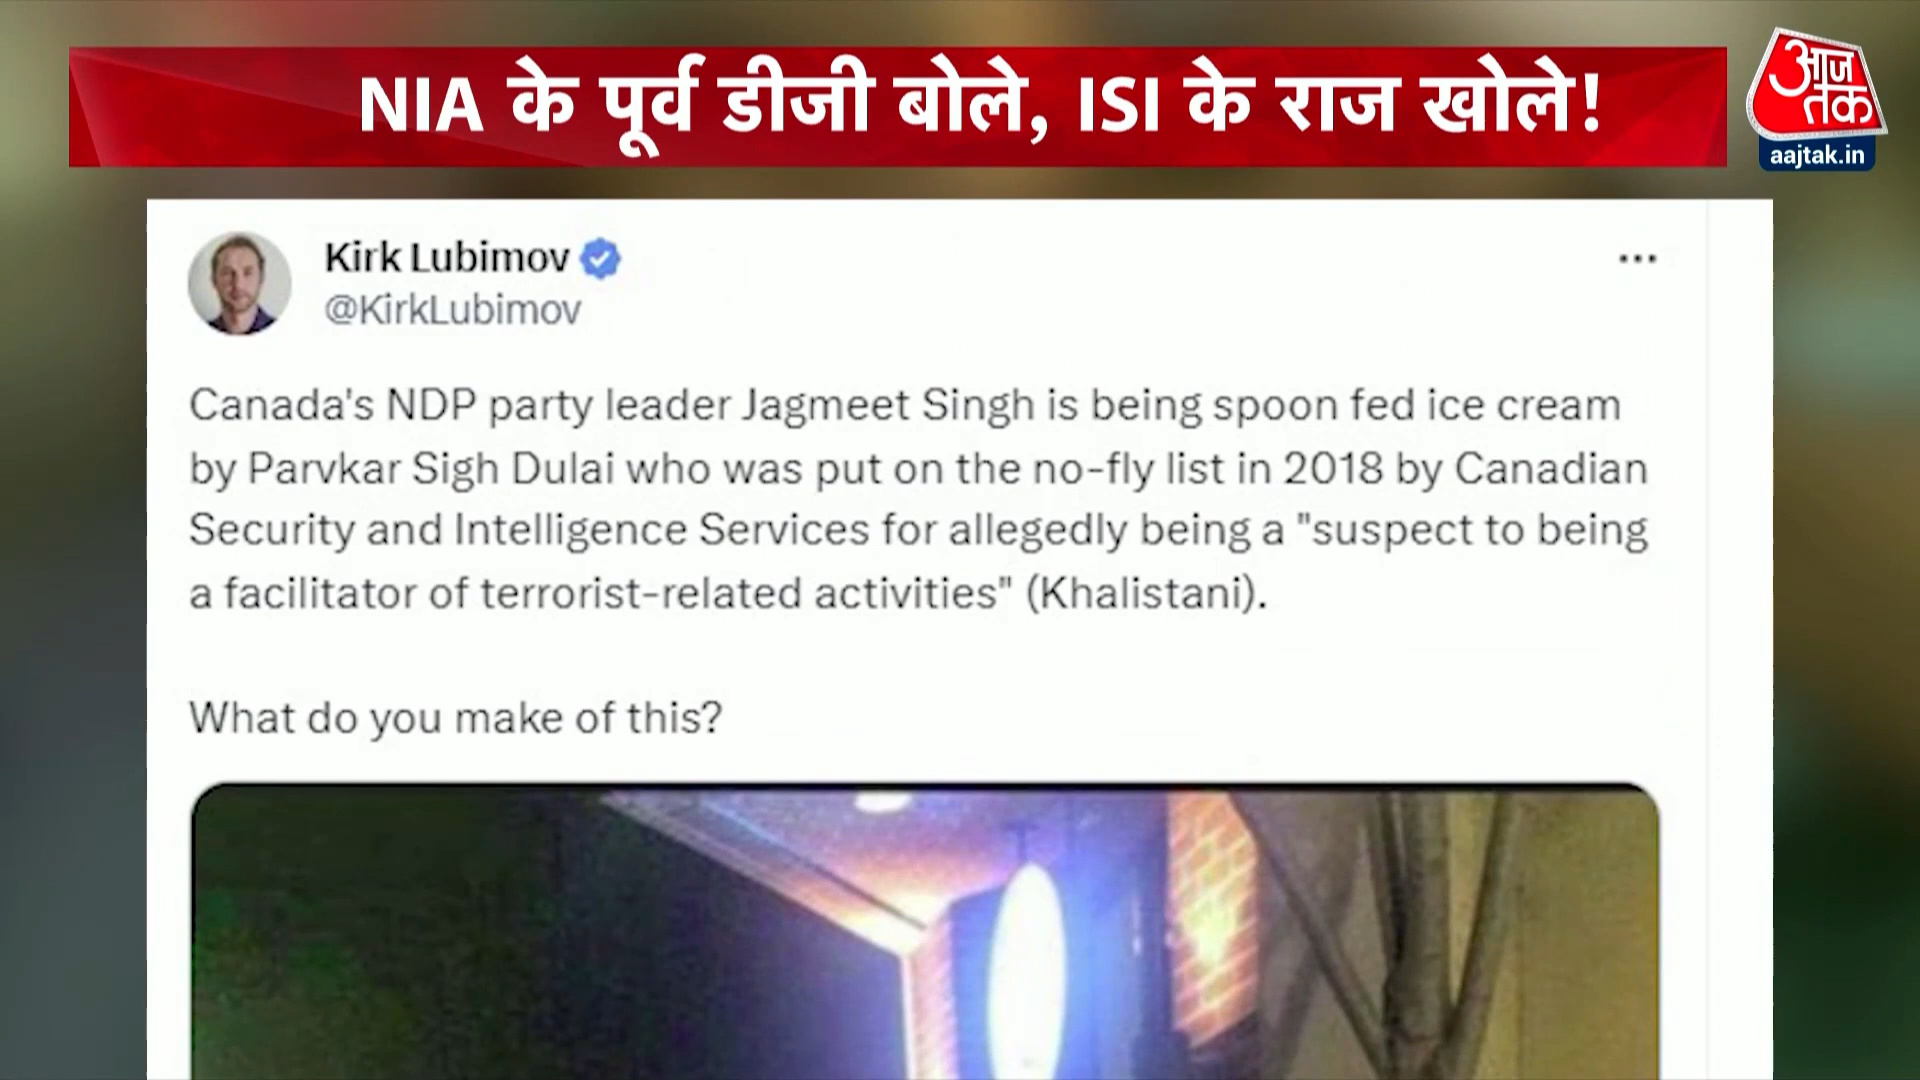 NIA के पूर्व डीजी बोले, ISI के राज खोले!
आज
तक
aajtak.in
Kirk Lubimov
@KirkLubimov
Canada's NDP party leader Jagmeet Singh is being spoon fed ice cream
by Parvkar Sigh Dulai who was put on the no-fly list in 2018 by Canadian
Security and Intelligence Services for allegedly being a "suspect to being
a facilitator of terrorist-related activities" (Khalistani).
What do you make of this?